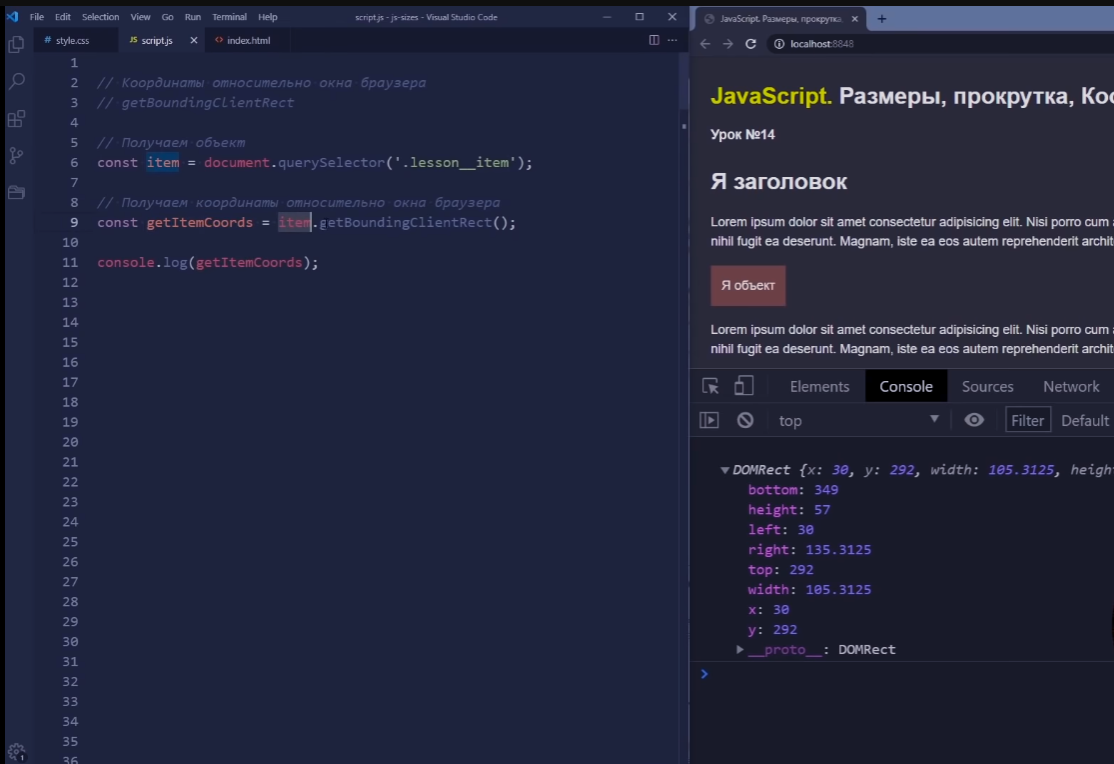 File Edit Selection View Go Run Terminal Help script.js - js-sizes - Visual Studio Code
# style.css JS script.js index.html
1
2 // Координаты относительно окна браузера
3 // getBoundingClientRect
4
5 // Получаем объект
6 const item = document.querySelector('.lesson__item');
7
8 // Получаем координаты относительно окна браузера
9 const getItemCoords = item.getBoundingClientRect();
10
11 console.log(getItemCoords);
12
13
14
15
16
17
18
19
20
21
22
23
24
25
26
27
28
29
30
31
32
33
34
35
36
1
JavaScript. Размеры, прокрутка,
localhost:8848
JavaScript. Размеры, прокрутка, Коо
Урок №14
Я заголовок
Lorem ipsum dolor sit amet consectetur adipisicing elit. Nisi porro cum
nihil fugit ea deserunt. Magnam, iste ea eos autem reprehenderit archit
Я объект
Lorem ipsum dolor sit amet consectetur adipisicing elit. Nisi porro cum
nihil fugit ea deserunt. Magnam, iste ea eos autem reprehenderit archit
Elements Console Sources Network
top Filter Default
DOMRect {x: 30, y: 292, width: 105.3125, heigh
bottom: 349
height: 57
left: 30
right: 135.3125
top: 292
width: 105.3125
x: 30
y: 292
__proto__: DOMRect